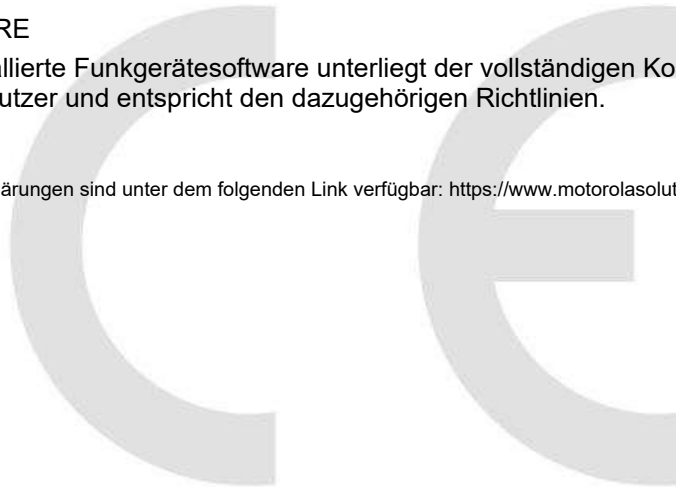 RE
llierte Funkgerätesoftware unterliegt der vollständigen Ko
utzer und entspricht den dazugehörigen Richtlinien.
ärungen sind unter dem folgenden Link verfügbar: https://www.motorolasolut